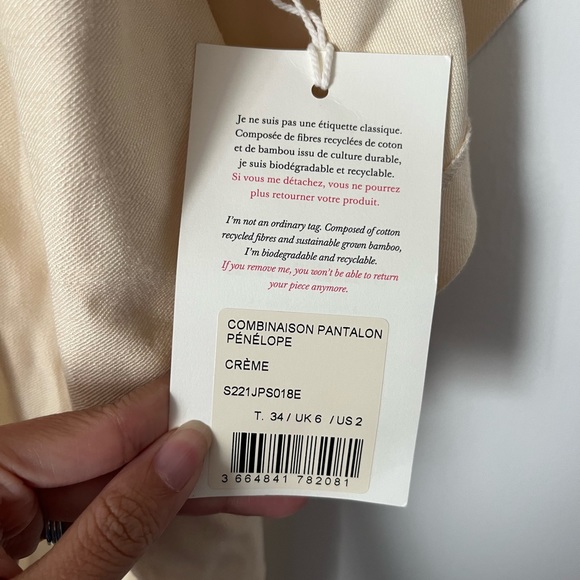 Je ne suis pas une étiquette classique.
Composée de fibres recyclées de coton
et de bambou issu de culture durable,
je suis biodégradable et recyclable.
Si vous me détachez, vous ne pourrez
plus retourner votre produit.
I'm not an ordinary tag. Composed of cotton
recycled fibres and sustainable grown bamboo,
I'm biodegradable and recyclable.
If you remove me, you won't be able to return
your piece anymore.
COMBINAISON PANTALON
PÉNÉLOPE
CRÈME
S221JPS018E
T. 34 / UK 6 / US 2
3 664841 782081